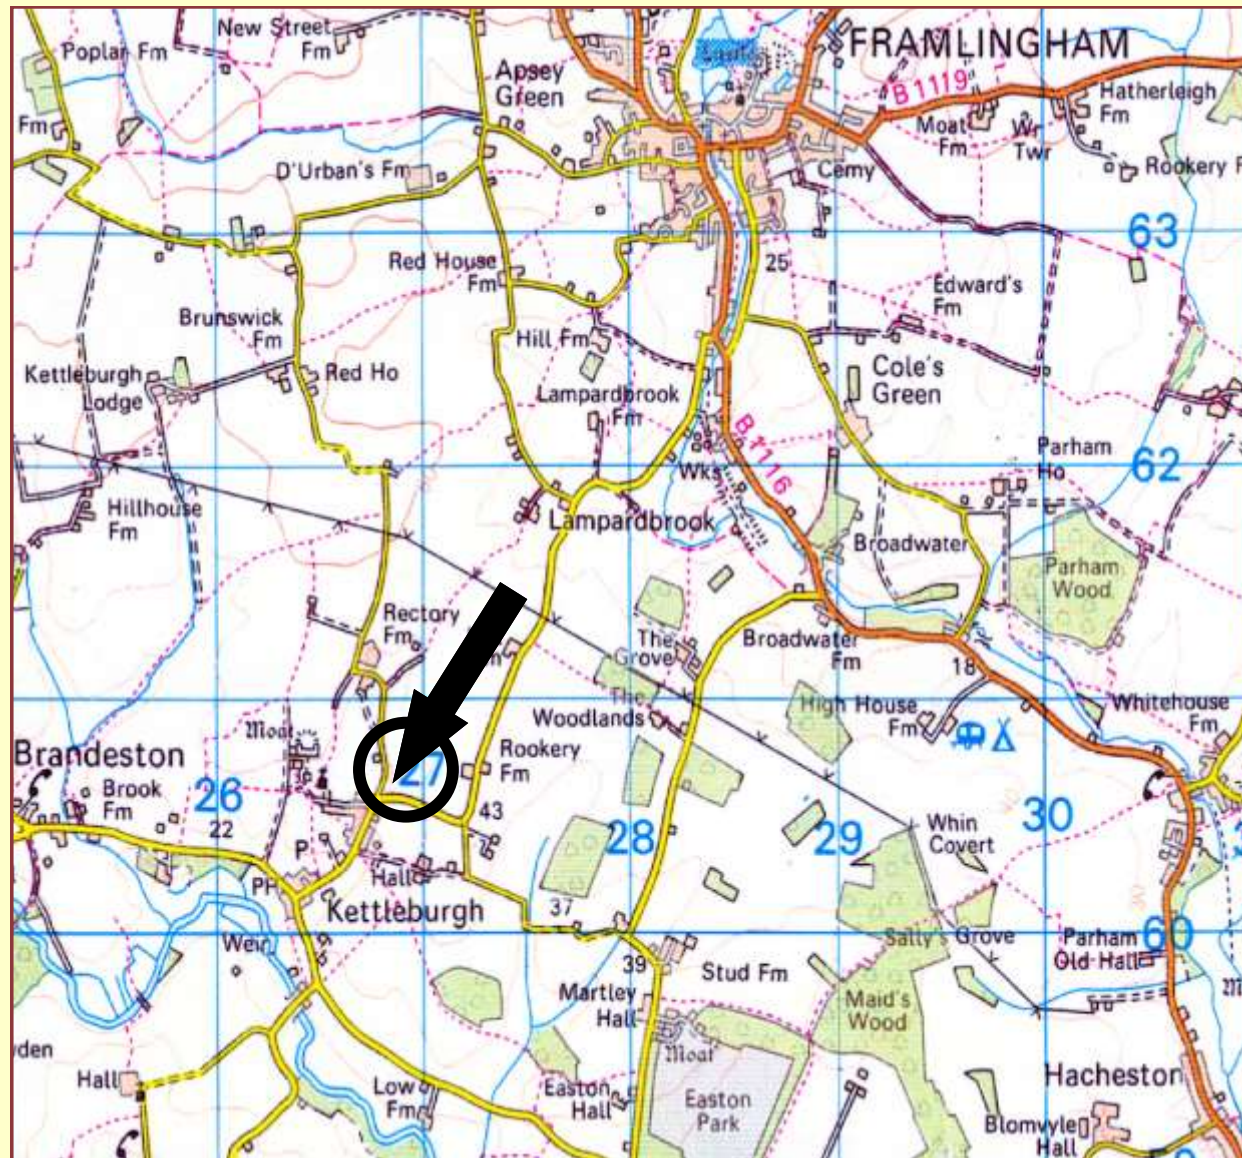 New Street
Fm
FRAMLINGHAM
Poplar Fm
Apsey
Green
B 1119
Hatherleigh
Fm
Fm
Moat
Fm
Wr
Twr
D'Urban's Fm
Cemy
Rookery F
63
Red House
Fm
25
Edward's
Fm
Brunswick
Fm
Hill Fm
Kettleburgh
Lodge
Red Ho
Cole's
Green
Lampardbrook
Fm
B 1116
Parham
Ho
62
Wks
Hillhouse
Fm
Lampardbrook
Broadwater
Parham
Wood
Rectory
Fm
The
Grove
Broadwater
Fm
18
The
Woodlands
High House
Fm
Whitehouse
Fm
Moat
Brandeston
Rookery
Fm
27
Brook
Fm
26
22
43
28
29
30
Whin
Covert
P
PH
Hall
Kettleburgh
37
Weir
Sally's Grove
Parham
Old Hall
60
39
Stud Fm
Martley
Hall
Maid's
Wood
Moat
Hall
Low
Fm
Easton
Hall
Easton
Park
Hacheston
Blomvyle
Hall